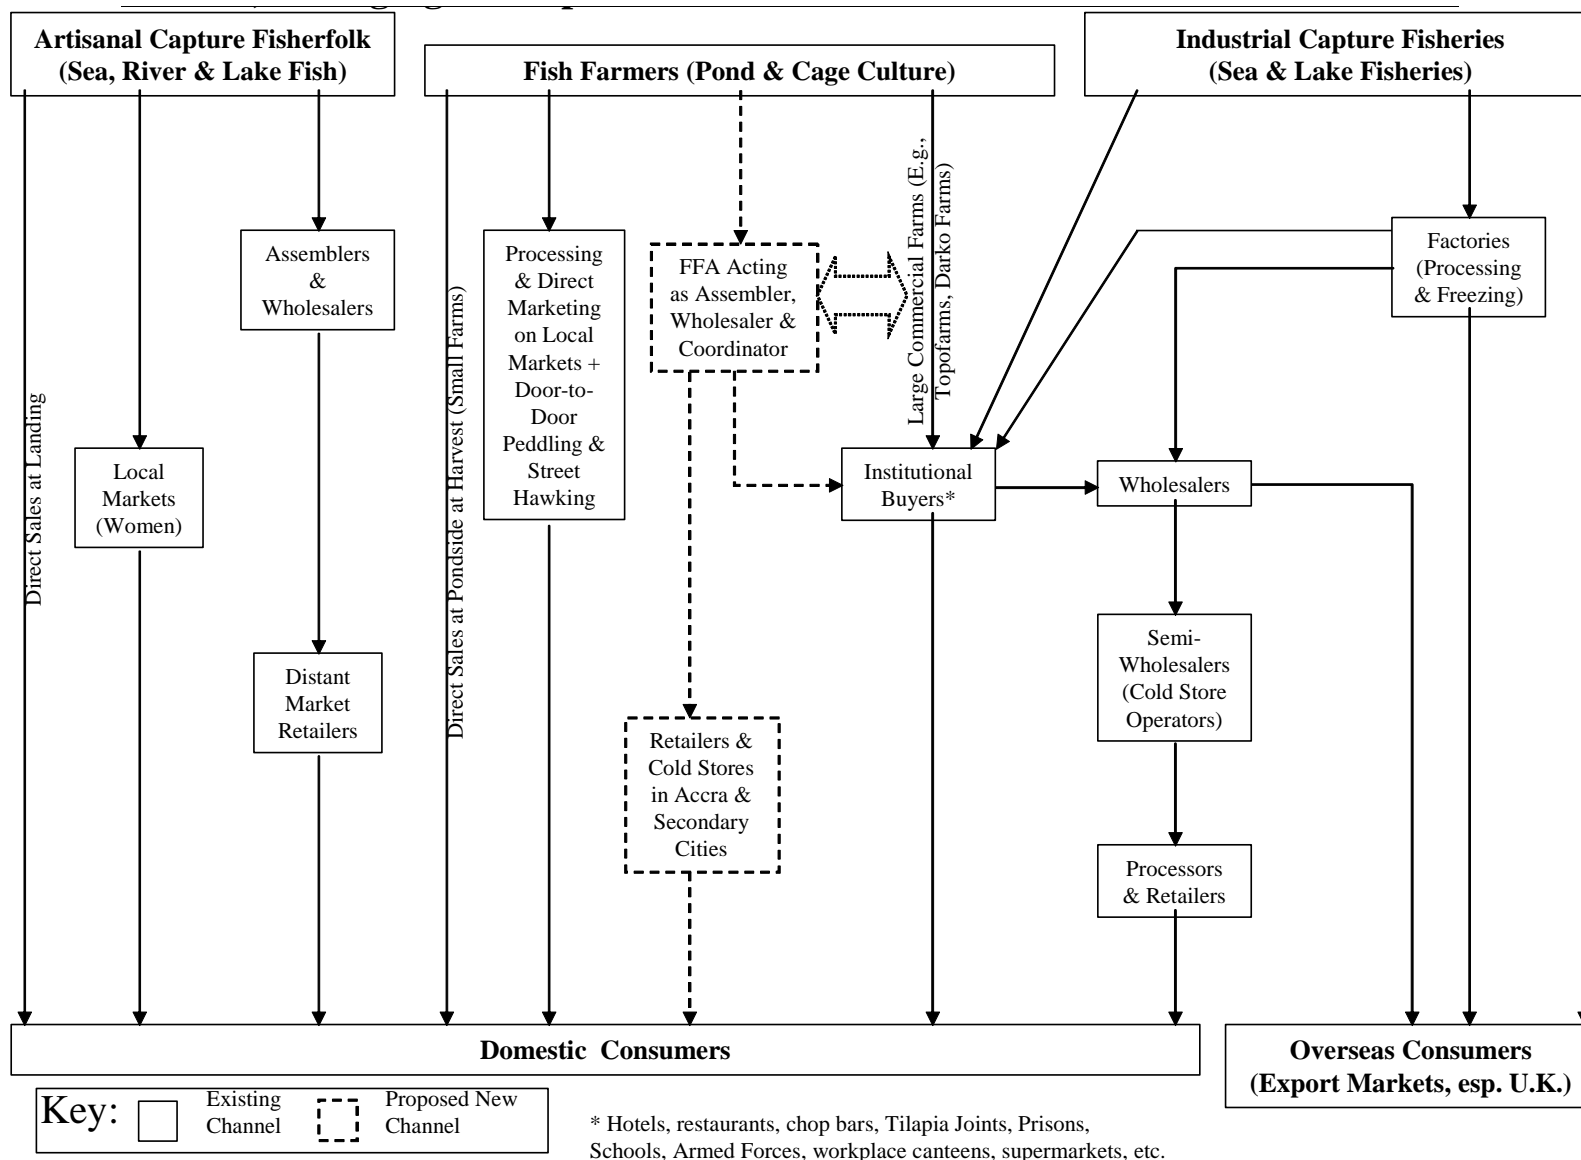 Artisanal Capture Fisherfolk
(Sea, River & Lake Fish)
Fish Farmers (Pond & Cage Culture)
Industrial Capture Fisheries
(Sea & Lake Fisheries)
Direct Sales at Landing
Local
Markets
(Women)
Assemblers
&
Wholesalers
Distant
Market
Retailers
Direct Sales at Pondside at Harvest (Small Farms)
Processing
& Direct
Marketing
on Local
Markets +
Door-to-
Door
Peddling &
Street
Hawking
FFA Acting
as Assembler,
Wholesaler &
Coordinator
Retailers &
Cold Stores
in Accra &
Secondary
Cities
Large Commercial Farms (E.g.,
Topofarms, Darko Farms)
Institutional
Buyers*
Factories
(Processing
& Freezing)
Wholesalers
Semi-
Wholesalers
(Cold Store
Operators)
Processors
& Retailers
Domestic Consumers
Overseas Consumers
(Export Markets, esp. U.K.)
Key:
Existing
Channel
Proposed New
Channel
* Hotels, restaurants, chop bars, Tilapia Joints, Prisons,
Schools, Armed Forces, workplace canteens, supermarkets, etc.